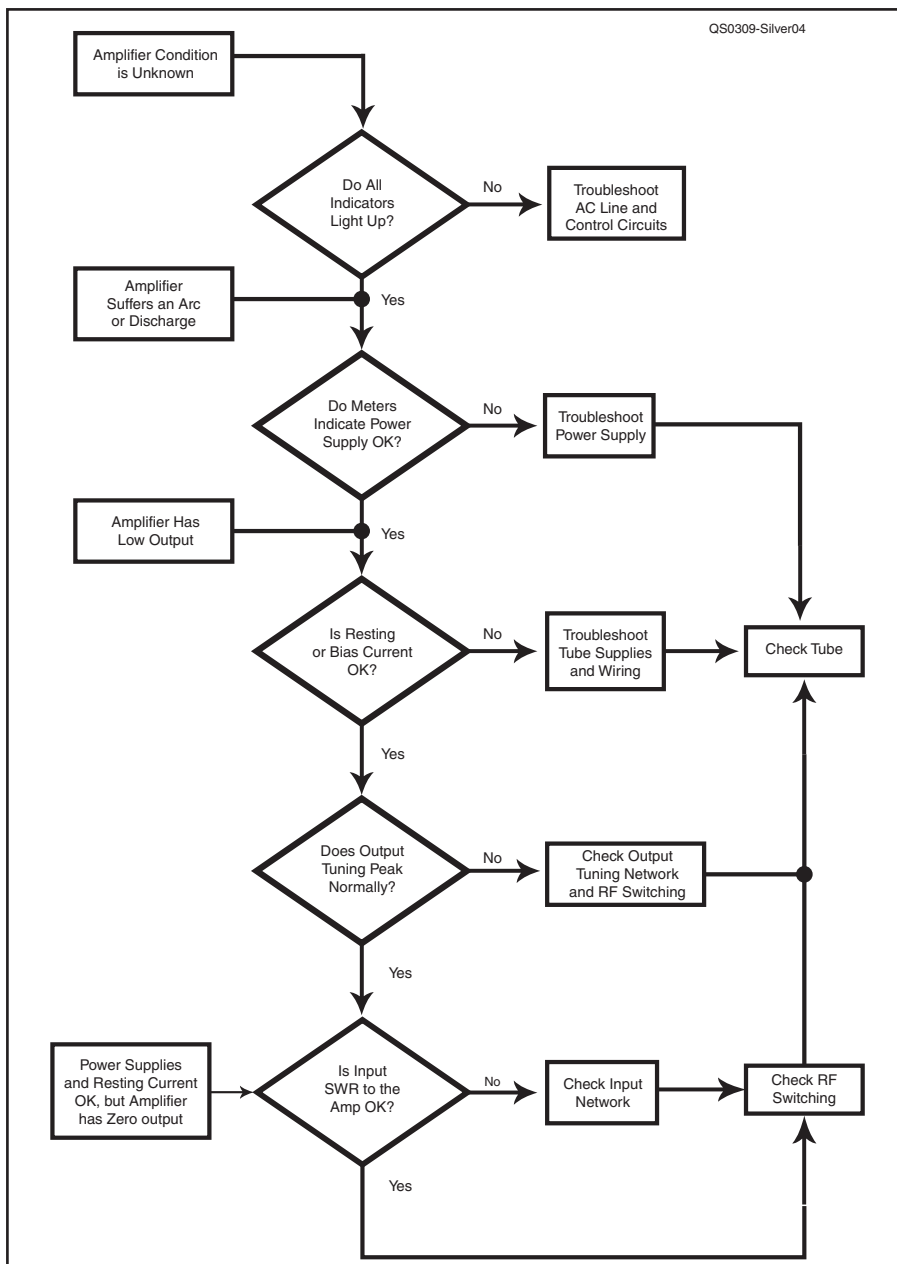 QS0309-Silver04
Amplifier Condition
is Unknown
Do All
Indicators
Light Up?
No
Troubleshoot
AC Line and
Control Circuits
Amplifier
Suffers an Arc
or Discharge
Yes
Do Meters
Indicate Power
Supply OK?
No
Troubleshoot
Power Supply
Amplifier Has
Low Output
Yes
Is Resting
or Bias Current
OK?
No
Troubleshoot
Tube Supplies
and Wiring
Check Tube
Yes
Does Output
Tuning Peak
Normally?
No
Check Output
Tuning Network
and RF Switching
Yes
Power Supplies
and Resting Current
OK, but Amplifier
has Zero output
Is Input
SWR to the
Amp OK?
No
Check Input
Network
Check RF
Switching
Yes